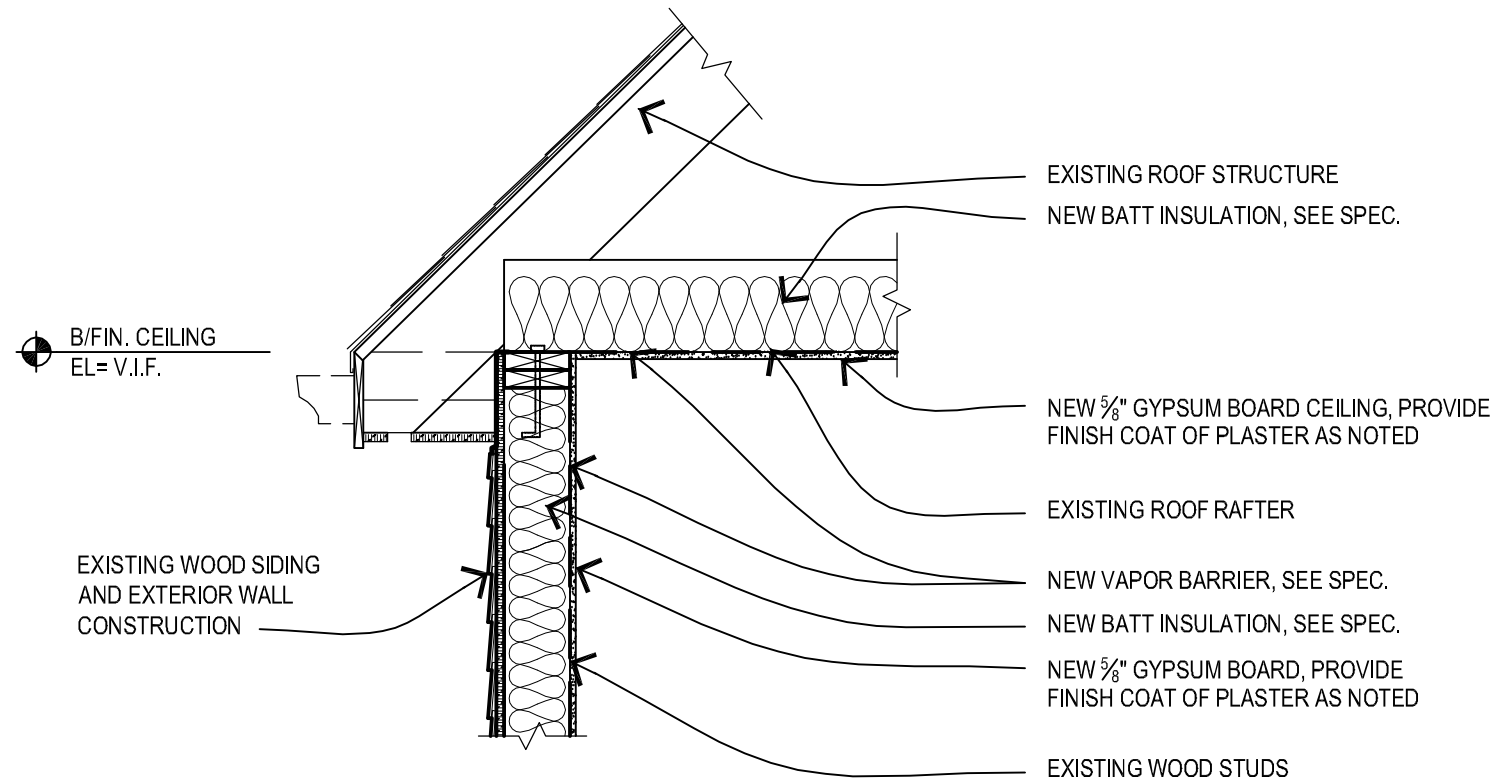 EXISTING ROOF STRUCTURE
NEW BATT INSULATION, SEE SPEC.
B/FIN. CEILING
EL= V.I.F.
NEW 5/8" GYPSUM BOARD CEILING, PROVIDE
FINISH COAT OF PLASTER AS NOTED
EXISTING ROOF RAFTER
EXISTING WOOD SIDING
AND EXTERIOR WALL
CONSTRUCTION
NEW VAPOR BARRIER, SEE SPEC.
NEW BATT INSULATION, SEE SPEC.
NEW 5/8" GYPSUM BOARD, PROVIDE
FINISH COAT OF PLASTER AS NOTED
EXISTING WOOD STUDS